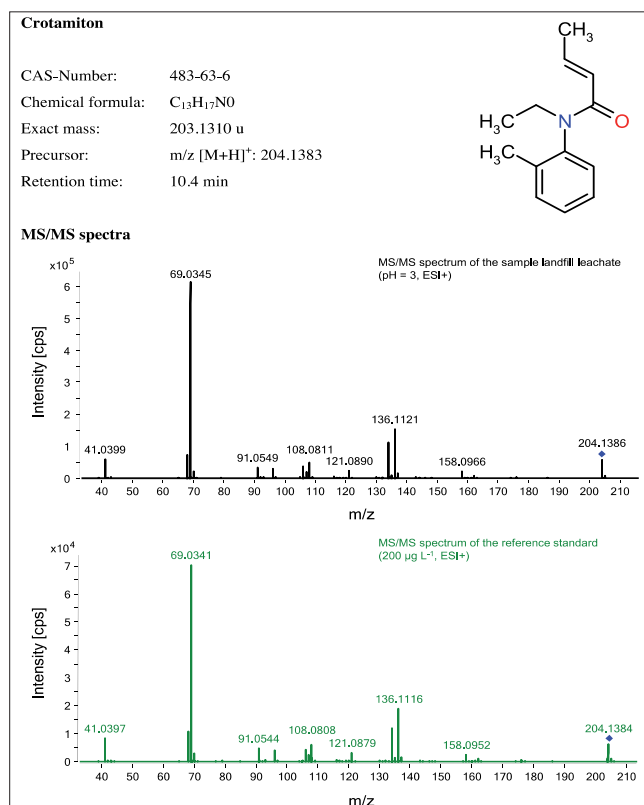 Crotamiton
CAS-Number: 483-63-6
Chemical formula: C₁₃H₁₇N0
Exact mass: 203.1310 u
Precursor: m/z [M+H]⁺: 204.1383
Retention time: 10.4 min
CH₃
H₃C
N
O
H₃C
MS/MS spectra
x 10⁵
MS/MS spectrum of the sample landfill leachate
(pH = 3, ESI+)
Intensity [cps]
6
5
4
3
2
1
0
69.0345
41.0399
91.0549
108.0811
121.0890
136.1121
158.0966
204.1386
40 50 60 70 80 90 100 110 120 130 140 150 160 170 180 190 200 210
m/z
x 10⁴
MS/MS spectrum of the reference standard
(200 µg L⁻¹, ESI+)
Intensity [cps]
7
6
5
4
3
2
1
0
69.0341
41.0397
91.0544
108.0808
121.0879
136.1116
158.0952
204.1384
40 50 60 70 80 90 100 110 120 130 140 150 160 170 180 190 200 210
m/z